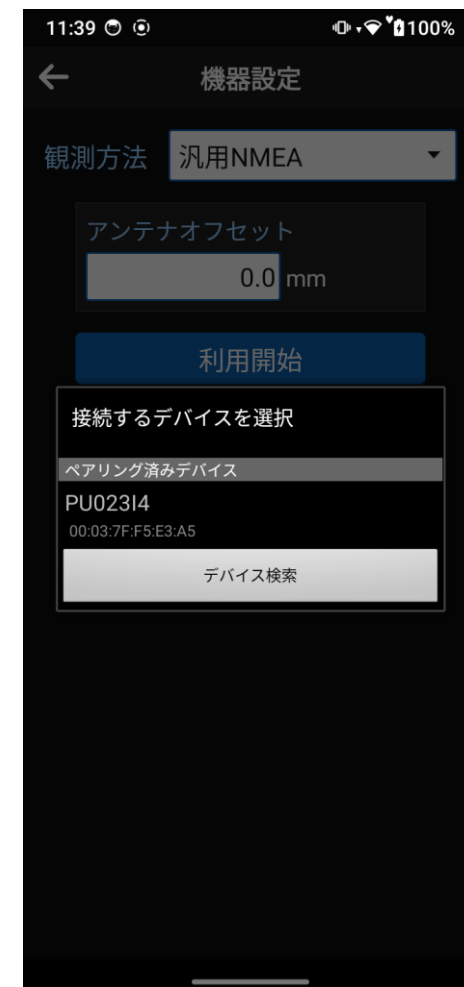 11:39
100%
機器設定
観測方法 汎用NMEA
アンテナオフセット
0.0 mm
利用開始
接続するデバイスを選択
ペアリング済みデバイス
PU023I4
00:03:7F:F5:E3:A5
デバイス検索